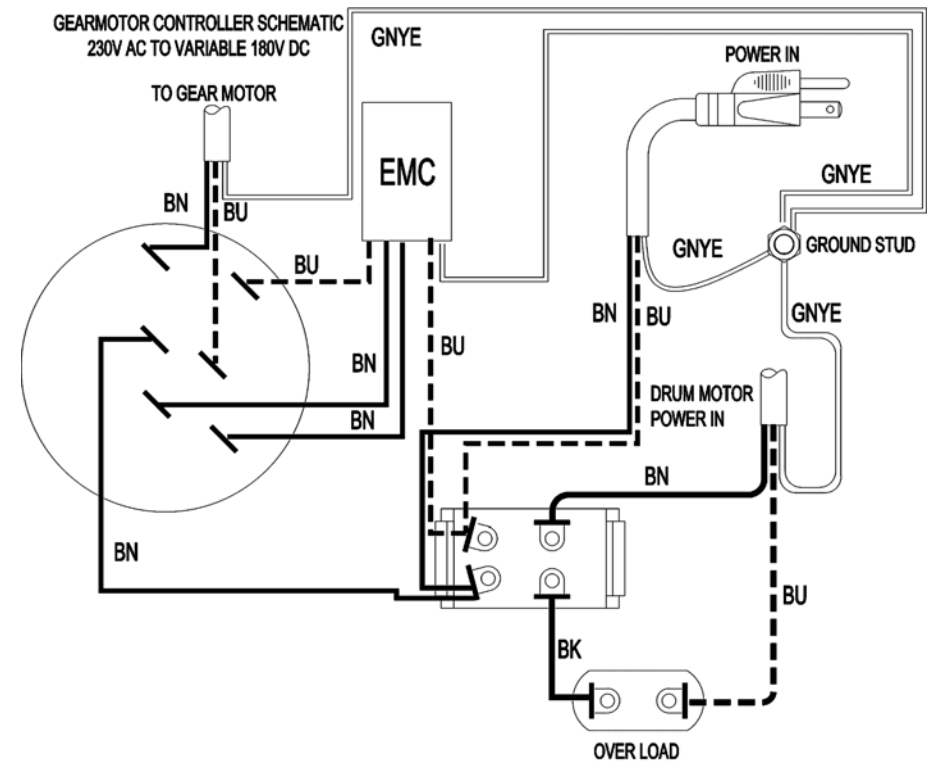 GEARMOTOR CONTROLLER SCHEMATIC
230V AC TO VARIABLE 180V DC
GNYE
POWER IN
TO GEAR MOTOR
EMC
GNYE
BN
BU
GNYE
GROUND STUD
BU
BN
BU
GNYE
BU
BN
DRUM MOTOR
POWER IN
BN
BN
BN
BU
BK
OVER LOAD